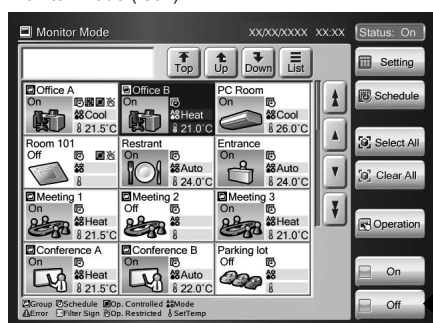 Monitor Mode XX/XX/XXXX XX:XX Status: On
Top Up Down List
Setting
Schedule
Select All
Clear All
Operation
On
Off
Office A Office B PC Room
On On On
Cool Heat Cool
21.5°C 21.0°C 26.0°C
Room 101 Restrant Entrance
Off On On
Auto Auto
24.0°C 24.0°C
Meeting 1 Meeting 2 Meeting 3
On Off On
Heat Heat
21.5°C 21.0°C
Conference A Conference B Parking lot
On On Off
Heat Auto
21.5°C 22.0°C
Group Schedule Op. Controlled Mode
Error Filter Sign Op. Restricted SetTemp